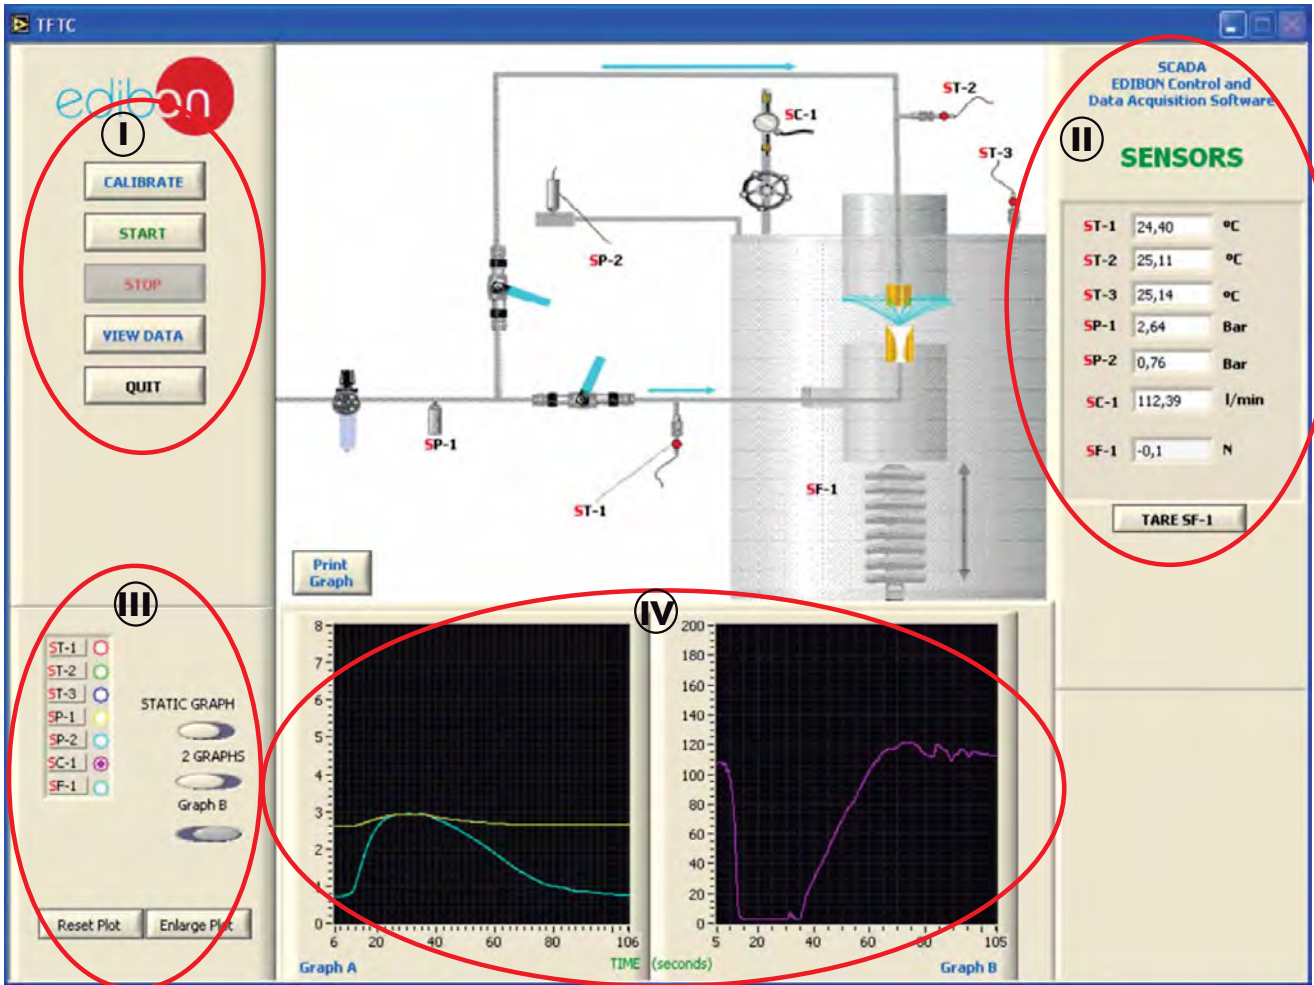 TFTC
edibon
I
CALIBRATE
START
STOP
VIEW DATA
QUIT
ST-2
SC-1
ST-3
SP-2
SP-1
ST-1
SF-1
Print
Graph
SCADA
EDIBON Control and
Data Acquisition Software
II
SENSORS
ST-1 24,40 ºC
ST-2 25,11 ºC
ST-3 25,14 ºC
SP-1 2,64 Bar
SP-2 0,76 Bar
SC-1 112,39 l/min
SF-1 -0,1 N
TARE SF-1
III
ST-1
ST-2
ST-3
SP-1
SP-2
SC-1
SF-1
STATIC GRAPH
2 GRAPHS
Graph B
Reset Plot
Enlarge Plot
IV
8
7
6
5
4
3
2
1
0
6 20 40 60 80 106
Graph A
200
180
160
140
120
100
80
60
40
20
0
5 20 40 60 80 105
TIME (seconds)
Graph B